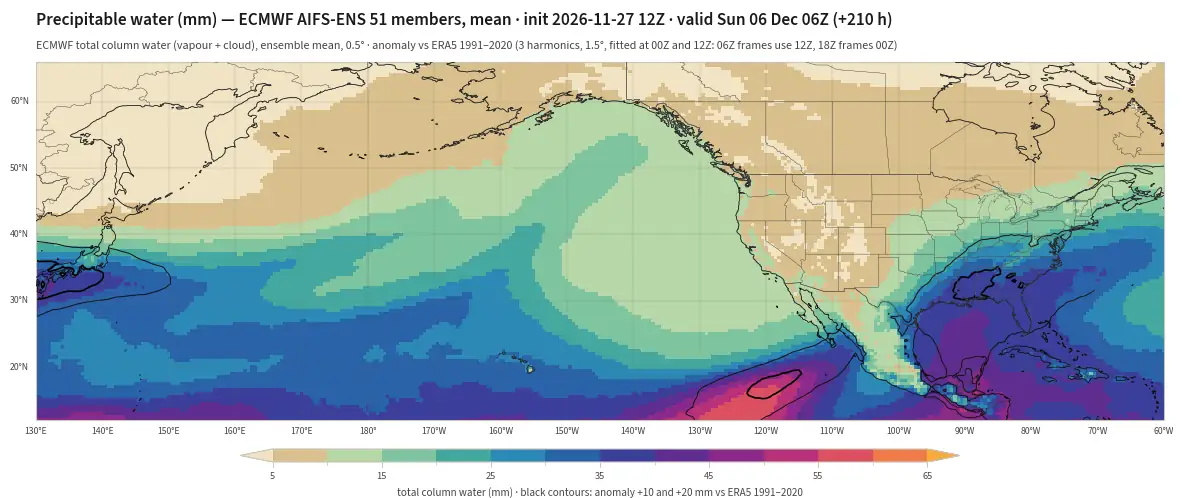 Precipitable water (mm) — ECMWF AIFS-ENS 51 members, mean · init 2026-11-27 12Z · valid Sun 06 Dec 06Z (+210 h)
ECMWF total column water (vapour + cloud), ensemble mean, 0.5° · anomaly vs ERA5 1991–2020 (3 harmonics, 1.5°, fitted at 00Z and 12Z: 06Z frames use 12Z, 18Z frames 00Z)
60°N
50°N
40°N
30°N
20°N
130°E 140°E 150°E 160°E 170°E 180° 170°W 160°W 150°W 140°W 130°W 120°W 110°W 100°W 90°W 80°W 70°W 60°W
5 15 25 35 45 55 65
total column water (mm) · black contours: anomaly +10 and +20 mm vs ERA5 1991–2020